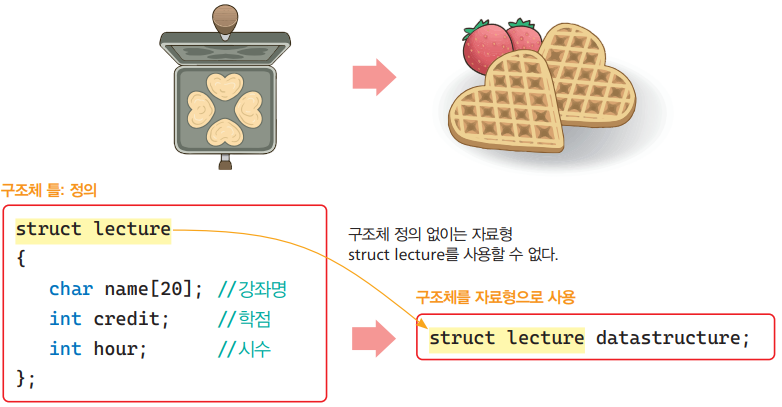 구조체 틀: 정의
struct lecture
{
char name[20]; //강좌명
int credit; //학점
int hour; //시수
};
구조체 정의 없이는 자료형
struct lecture를 사용할 수 없다.
구조체를 자료형으로 사용
struct lecture datastructure;